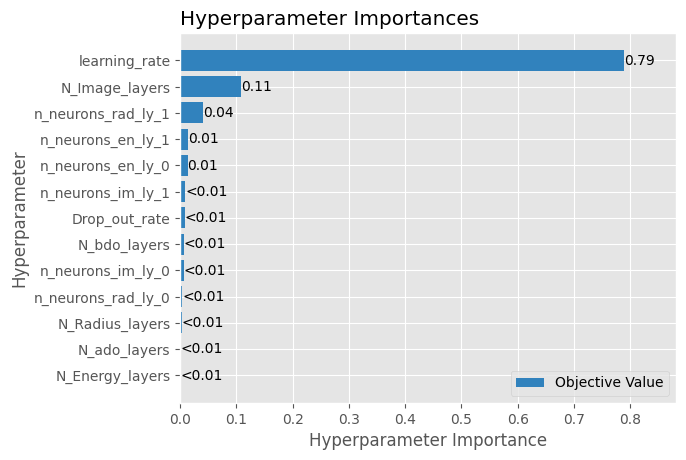 Hyperparameter Importances
Hyperparameter
learning_rate 0.79
N_Image_layers 0.11
n_neurons_rad_ly_1 0.04
n_neurons_en_ly_1 0.01
n_neurons_en_ly_0 0.01
n_neurons_im_ly_1 <0.01
Drop_out_rate <0.01
N_bdo_layers <0.01
n_neurons_im_ly_0 <0.01
n_neurons_rad_ly_0 <0.01
N_Radius_layers <0.01
N_ado_layers <0.01
N_Energy_layers <0.01
Objective Value
0.0 0.1 0.2 0.3 0.4 0.5 0.6 0.7 0.8
Hyperparameter Importance